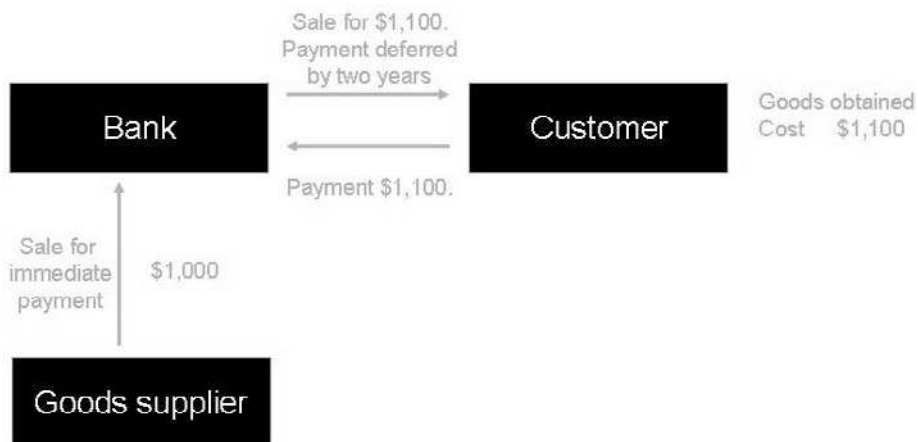 Sale for $1,100.
Payment deferred
by two years
Bank
Customer
Goods obtained
Cost $1,100
Payment $1,100.
Sale for
immediate
payment
$1,000
Goods supplier